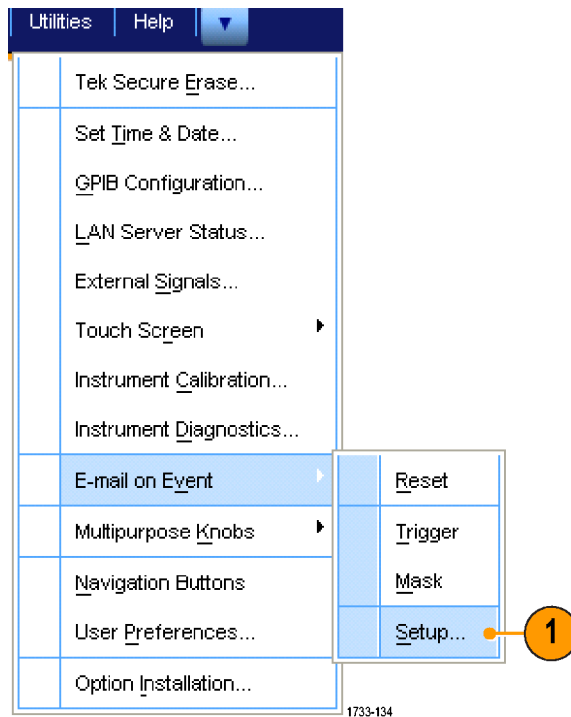 Utilities Help
Tek Secure Erase...
Set Time & Date...
GPIB Configuration...
LAN Server Status...
External Signals...
Touch Screen
Instrument Calibration...
Instrument Diagnostics...
E-mail on Event
Reset
Multipurpose Knobs
Trigger
Navigation Buttons
Mask
User Preferences...
Setup...
1
Option Installation...
1733-134